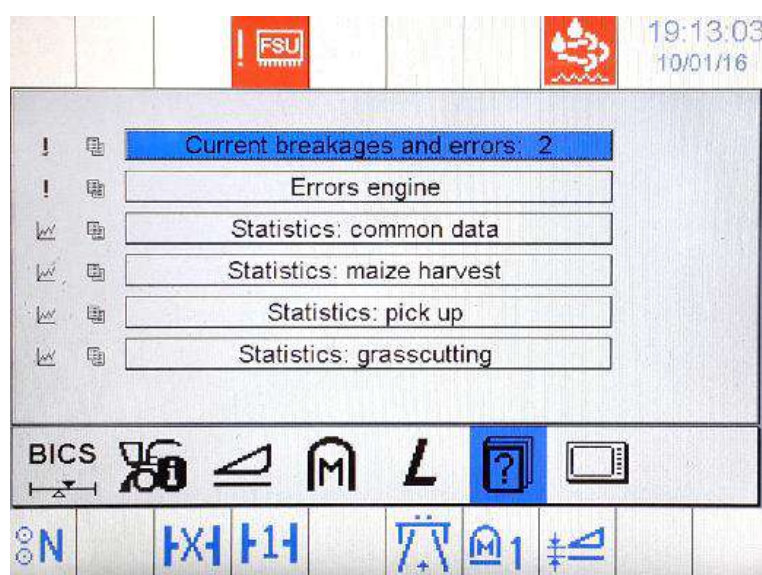 ! FSU
19:13:03
10/01/16
! Current breakages and errors: 2
! Errors engine
Statistics: common data
Statistics: maize harvest
Statistics: pick up
Statistics: grasscutting
BICS
i
M
L
?
N
X
1
M 1